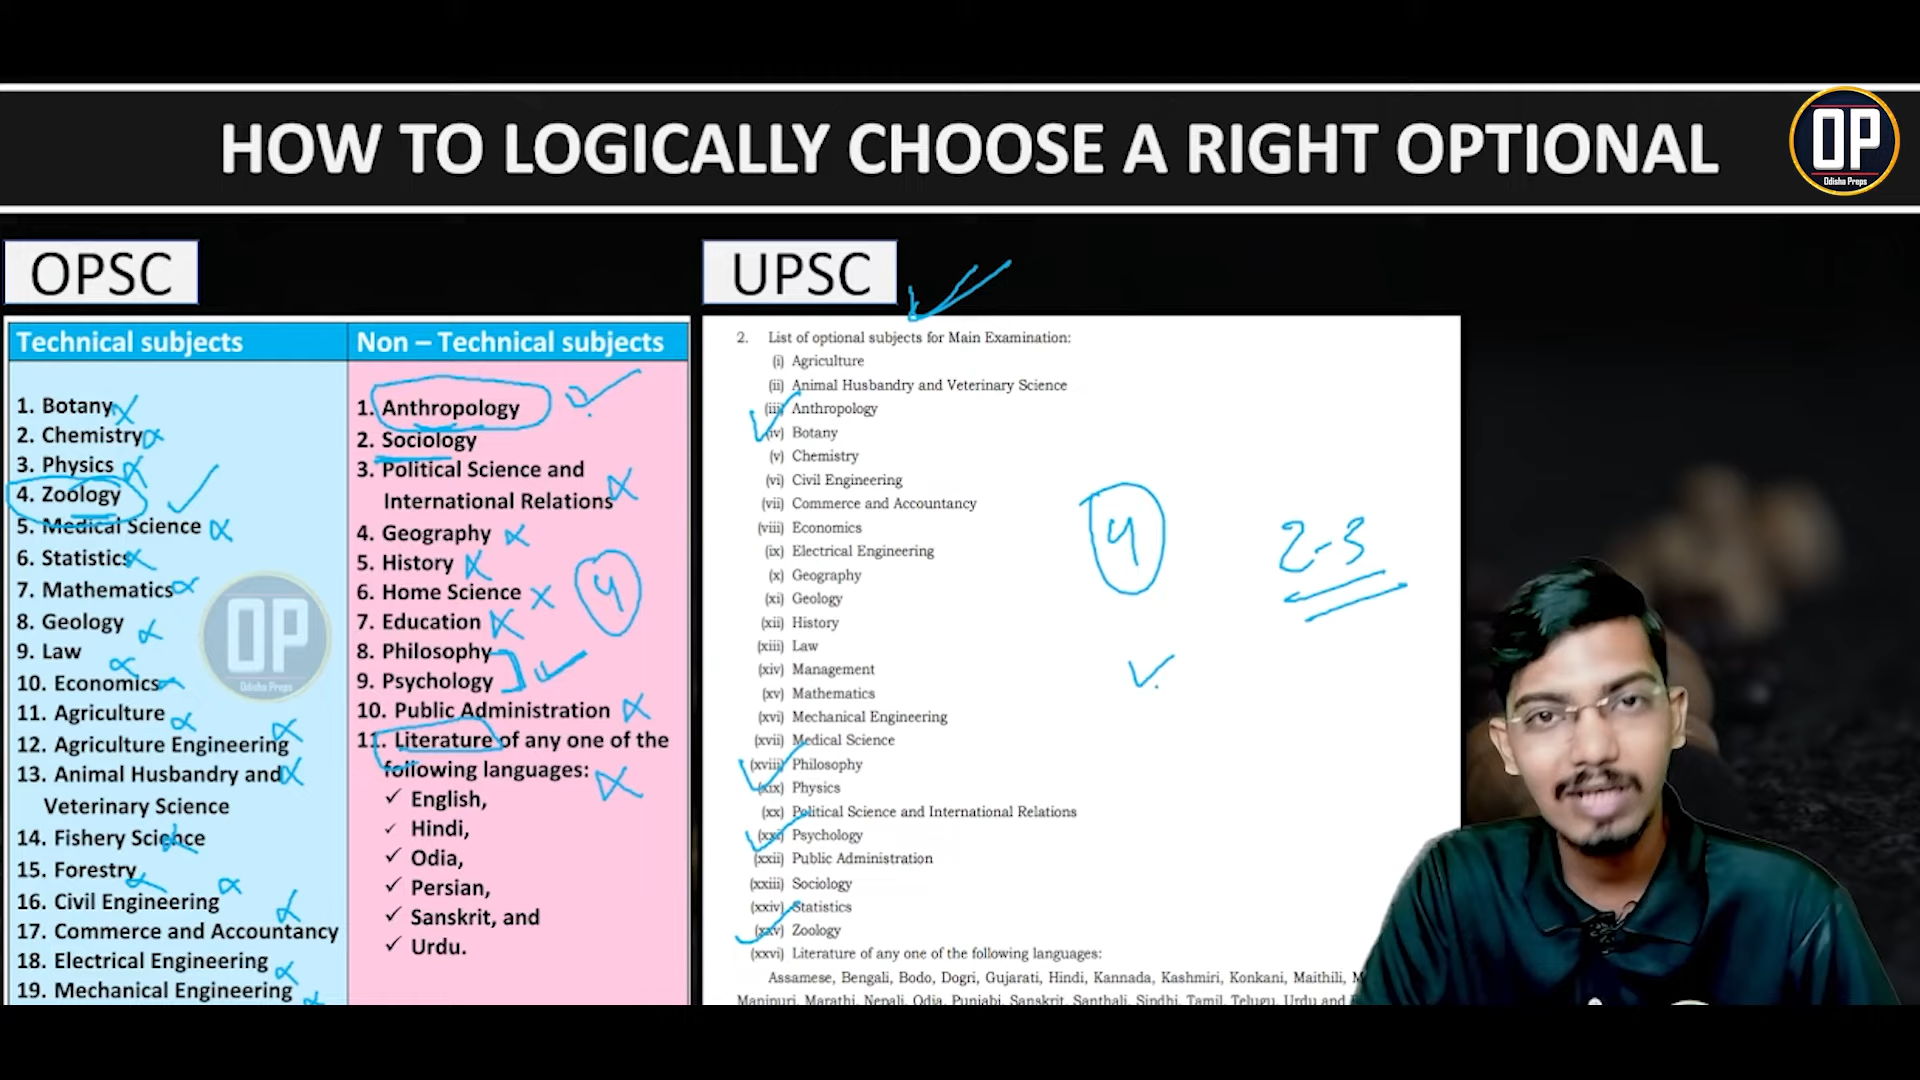 HOW TO LOGICALLY CHOOSE A RIGHT OPTIONAL
OP
Odisha Preps
OPSC
Technical subjects
1. Botany
2. Chemistry
3. Physics
4. Zoology
5. Medical Science
6. Statistics
7. Mathematics
8. Geology
9. Law
10. Economics
11. Agriculture
12. Agriculture Engineering
13. Animal Husbandry and
Veterinary Science
14. Fishery Science
15. Forestry
16. Civil Engineering
17. Commerce and Accountancy
18. Electrical Engineering
19. Mechanical Engineering
OP
Odisha Preps
Non – Technical subjects
1. Anthropology
2. Sociology
3. Political Science and
International Relations
4. Geography
5. History
6. Home Science
7. Education
8. Philosophy
9. Psychology
10. Public Administration
11. Literature of any one of the
following languages:
✓ English,
✓ Hindi,
✓ Odia,
✓ Persian,
✓ Sanskrit, and
✓ Urdu.
4
UPSC
2. List of optional subjects for Main Examination:
(i) Agriculture
(ii) Animal Husbandry and Veterinary Science
(iii) Anthropology
(iv) Botany
(v) Chemistry
(vi) Civil Engineering
(vii) Commerce and Accountancy
(viii) Economics
(ix) Electrical Engineering
(x) Geography
(xi) Geology
(xii) History
(xiii) Law
(xiv) Management
(xv) Mathematics
(xvi) Mechanical Engineering
(xvii) Medical Science
(xviii) Philosophy
(xix) Physics
(xx) Political Science and International Relations
(xxi) Psychology
(xxii) Public Administration
(xxiii) Sociology
(xxiv) Statistics
(xxv) Zoology
(xxvi) Literature of any one of the following languages:
Assamese, Bengali, Bodo, Dogri, Gujarati, Hindi, Kannada, Kashmiri, Konkani, Maithili,
Manipuri, Marathi, Nepali, Odia, Punjabi, Sanskrit, Santhali, Sindhi, Tamil, Telugu, Urdu and
4
2-3